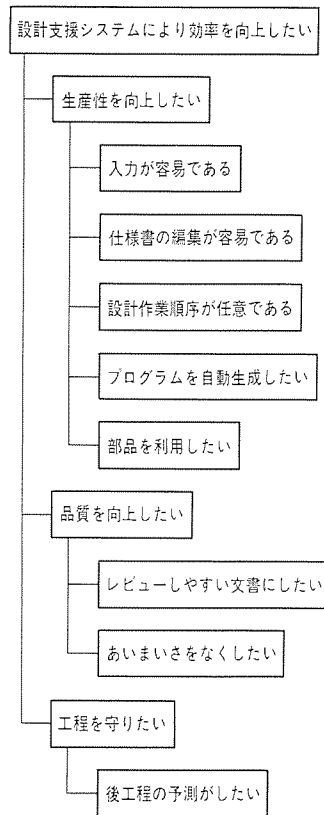 設計支援システムにより効率を向上したい
生産性を向上したい
入力が容易である
仕様書の編集が容易である
設計作業順序が任意である
プログラムを自動生成したい
部品を利用したい
品質を向上したい
レビューしやすい文書にしたい
あいまいさをなくしたい
工程を守りたい
後工程の予測がしたい